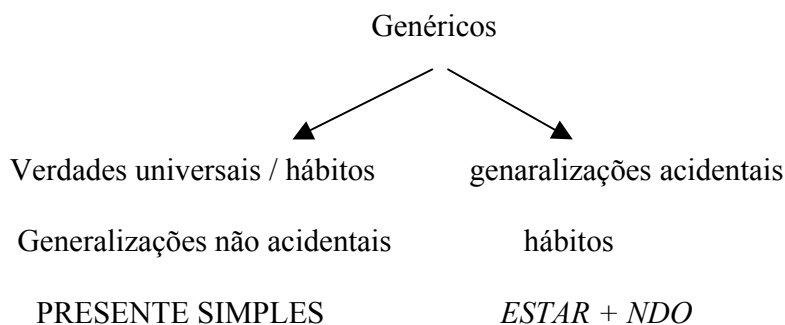 Genéricos
Verdades universais / hábitos genaralizações acidentais
Generalizações não acidentais hábitos
PRESENTE SIMPLES ESTAR + NDO